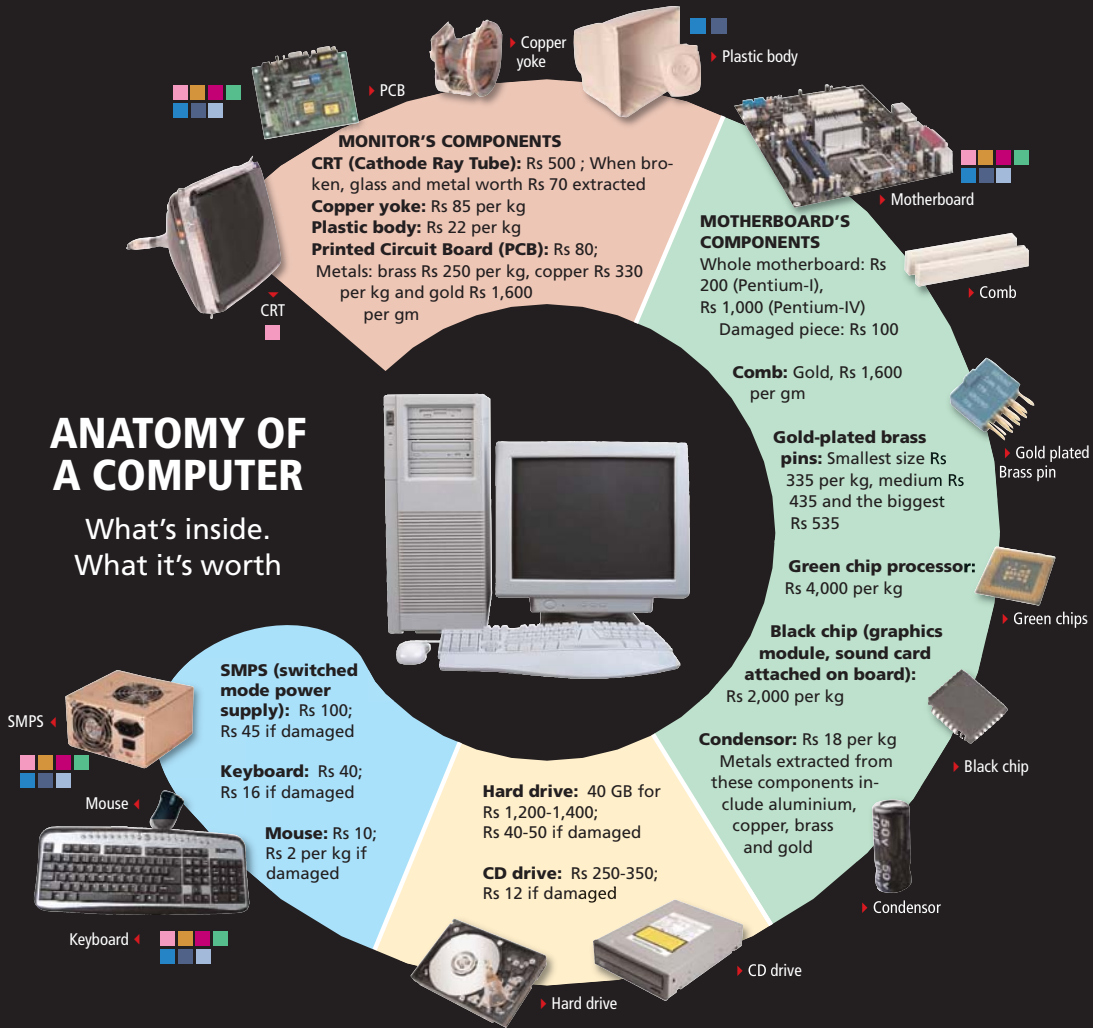 ANATOMY OF
A COMPUTER
What's inside.
What it's worth
PCB
Copper
yoke
Plastic body
CRT
MONITOR'S COMPONENTS
CRT (Cathode Ray Tube): Rs 500 ; When bro-
ken, glass and metal worth Rs 70 extracted
Copper yoke: Rs 85 per kg
Plastic body: Rs 22 per kg
Printed Circuit Board (PCB): Rs 80;
Metals: brass Rs 250 per kg, copper Rs 330
per kg and gold Rs 1,600
per gm
Motherboard
MOTHERBOARD'S
COMPONENTS
Whole motherboard: Rs
200 (Pentium-I),
Rs 1,000 (Pentium-IV)
Damaged piece: Rs 100
Comb
Comb: Gold, Rs 1,600
per gm
Gold plated
Brass pin
Gold-plated brass
pins: Smallest size Rs
335 per kg, medium Rs
435 and the biggest
Rs 535
Green chip processor:
Rs 4,000 per kg
Green chips
Black chip (graphics
module, sound card
attached on board):
Rs 2,000 per kg
Black chip
Condensor: Rs 18 per kg
Metals extracted from
these components in-
clude aluminium,
copper, brass
and gold
50V
50V
Condensor
Hard drive: 40 GB for
Rs 1,200-1,400;
Rs 40-50 if damaged
CD drive: Rs 250-350;
Rs 12 if damaged
CD drive
Hard drive
SMPS (switched
mode power
supply): Rs 100;
Rs 45 if damaged
Keyboard: Rs 40;
Rs 16 if damaged
Mouse: Rs 10;
Rs 2 per kg if
damaged
SMPS
Mouse
Keyboard